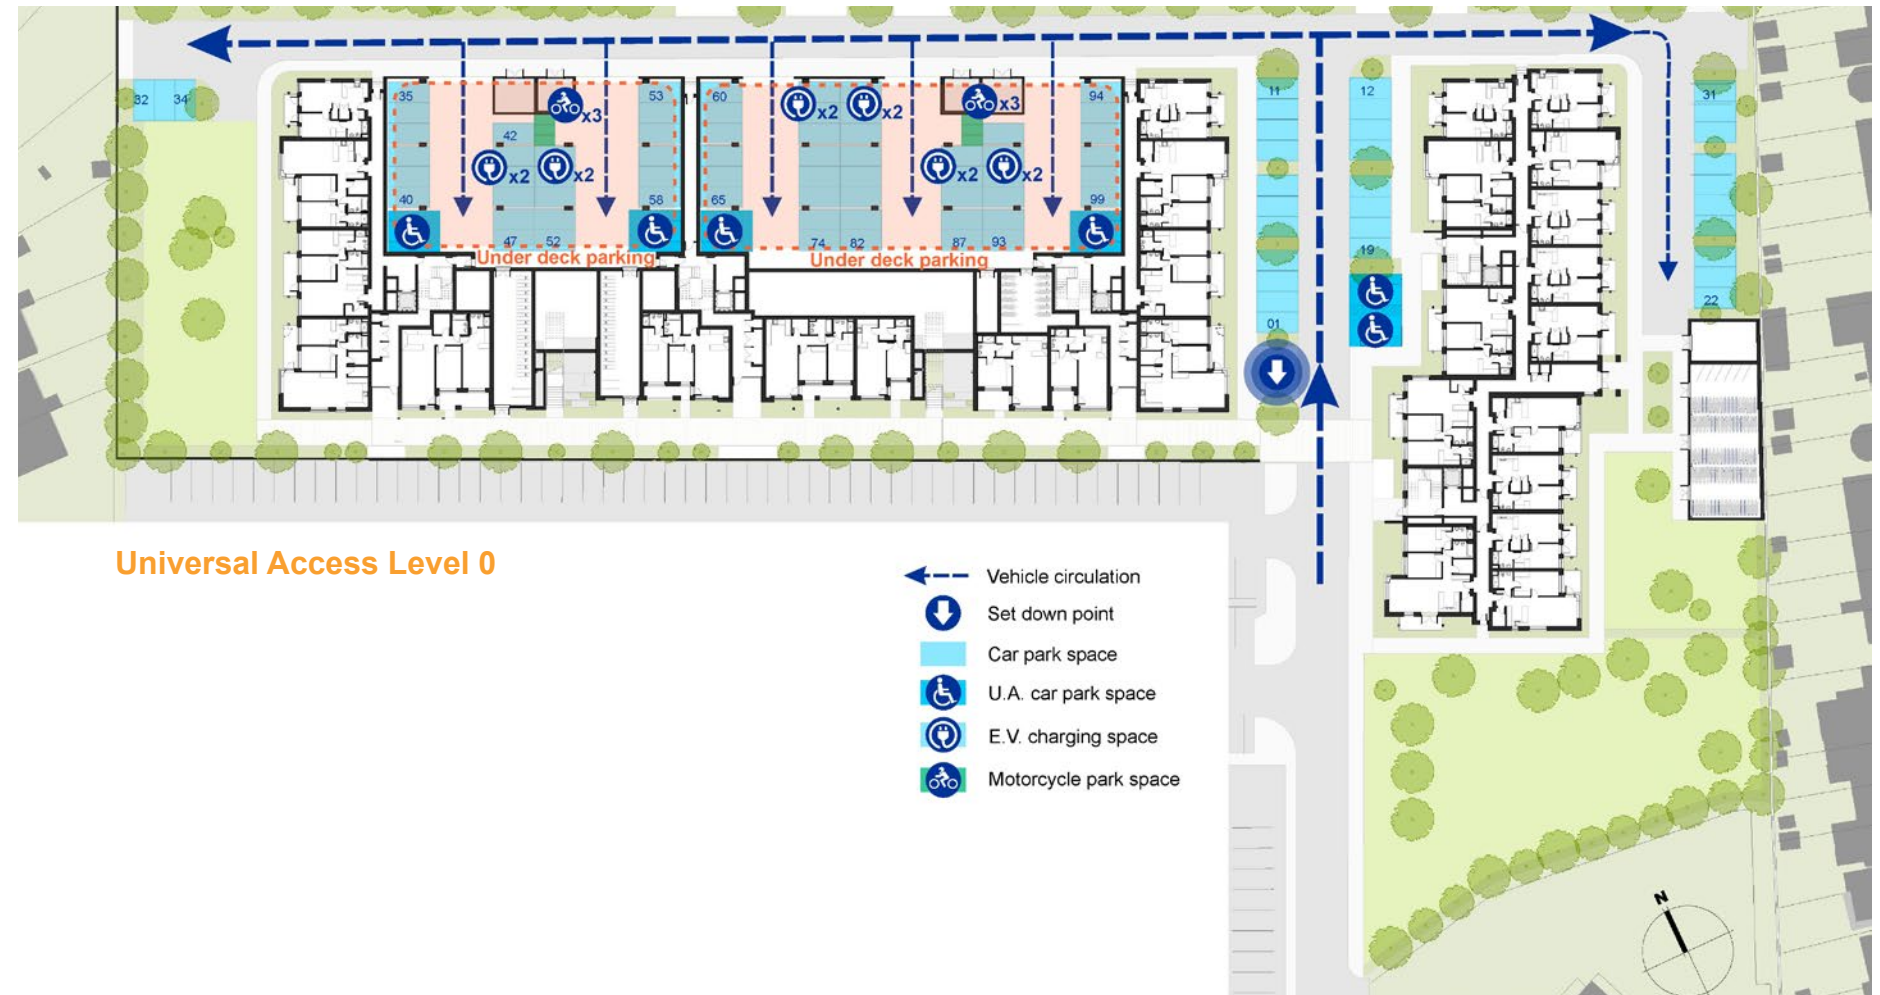 32 34
35
53
60
94
11
12
31
x3
x2
x2
x3
42
x2
x2
x2
x2
40
58
65
99
47
52
74
82
87
93
19
Under deck parking
Under deck parking
22
01
Universal Access Level 0
Vehicle circulation
Set down point
Car park space
U.A. car park space
E.V. charging space
Motorcycle park space
N